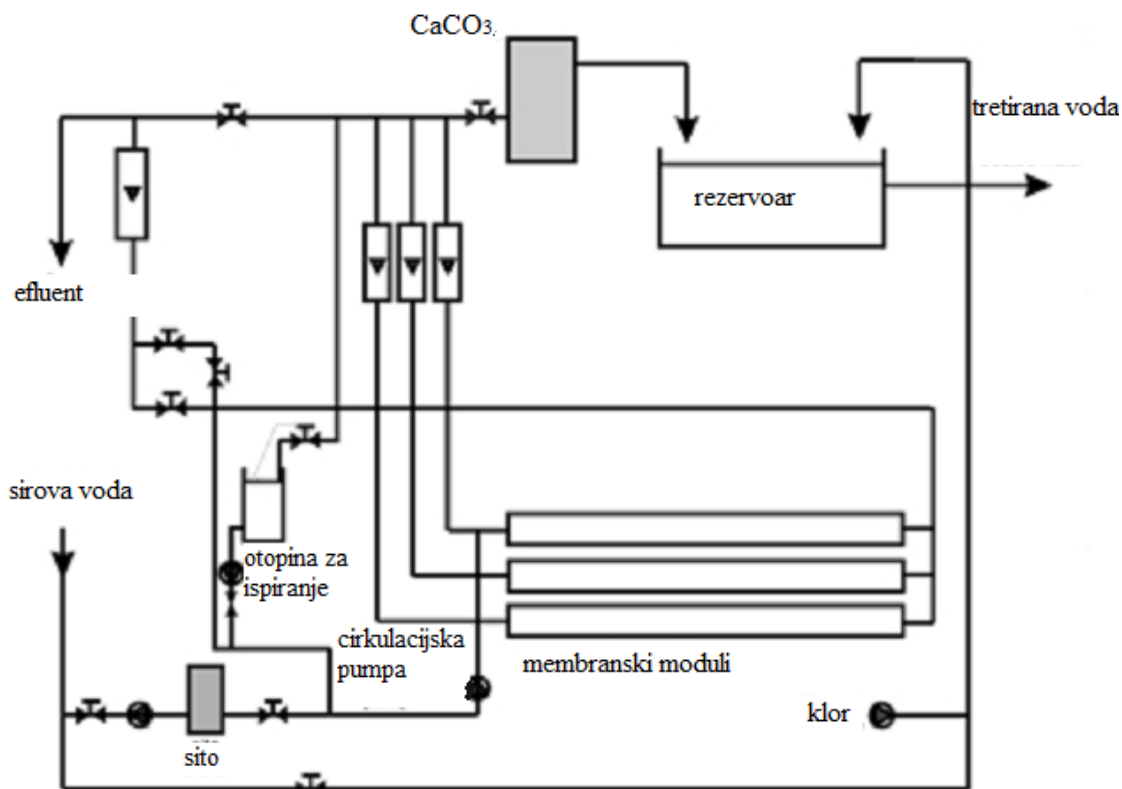 CaCO3.
tretirana voda
rezervoar
efluent
sirova voda
otopina za
ispiranje
cirkulacijska
pumpa
membranski moduli
klor
sito